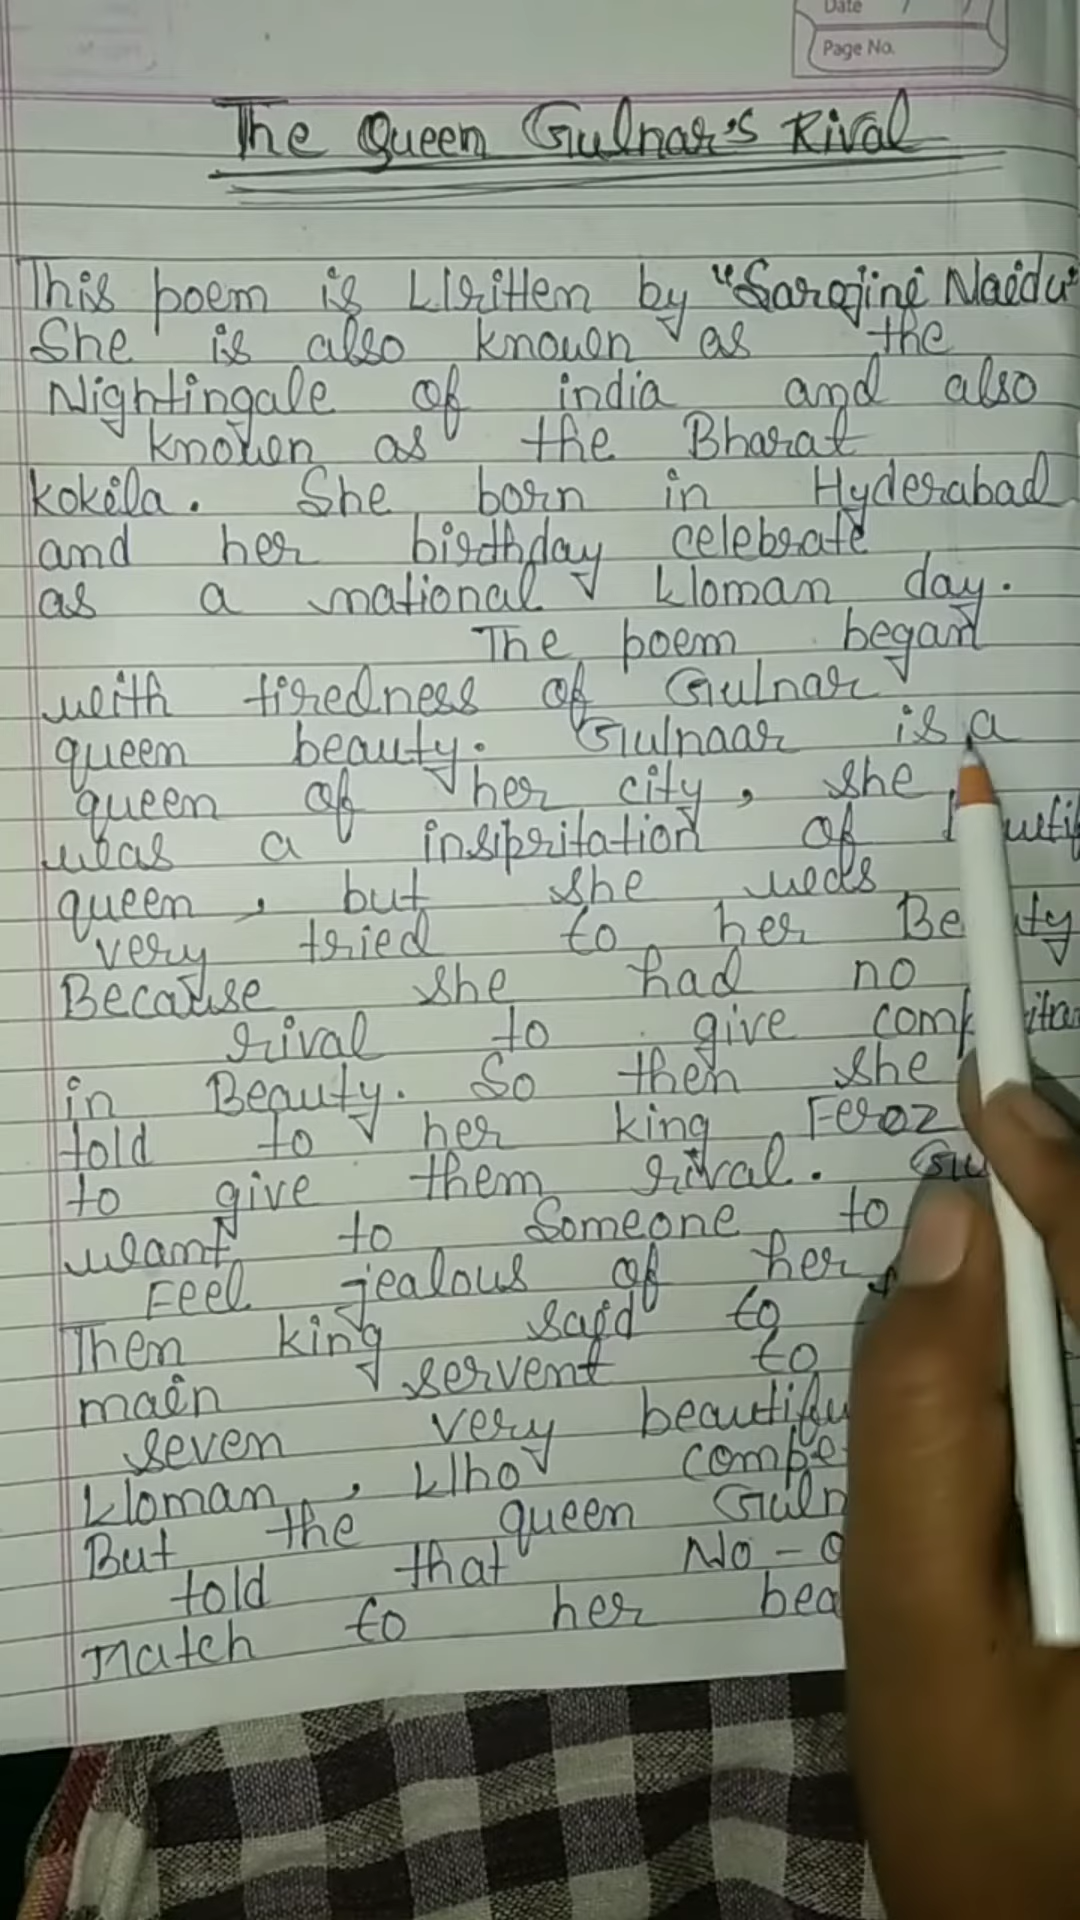 Date / /
Page No.
The Queen Gulnar's Rival
This poem is Written by "Sarojini Naidu"
She is also known as the
Nightingale of india and also
known as the Bharat
kokila. She born in Hyderabad
and her birthday celebrate
as a national Woman day.
The poem began
with tiredness of Gulnar
queen beauty. Gulnaar is a
queen of her city, she
was a insipritation of
queen, but she was
very tried to her
Because she had no
rival to give
in Beauty. So then she
told to her king Feroz
to give them rival.
want to Someone to
Feel jealous of her
Then king said to
main servent to
seven very
Woman, Who
But the queen
told that No -
Match to her